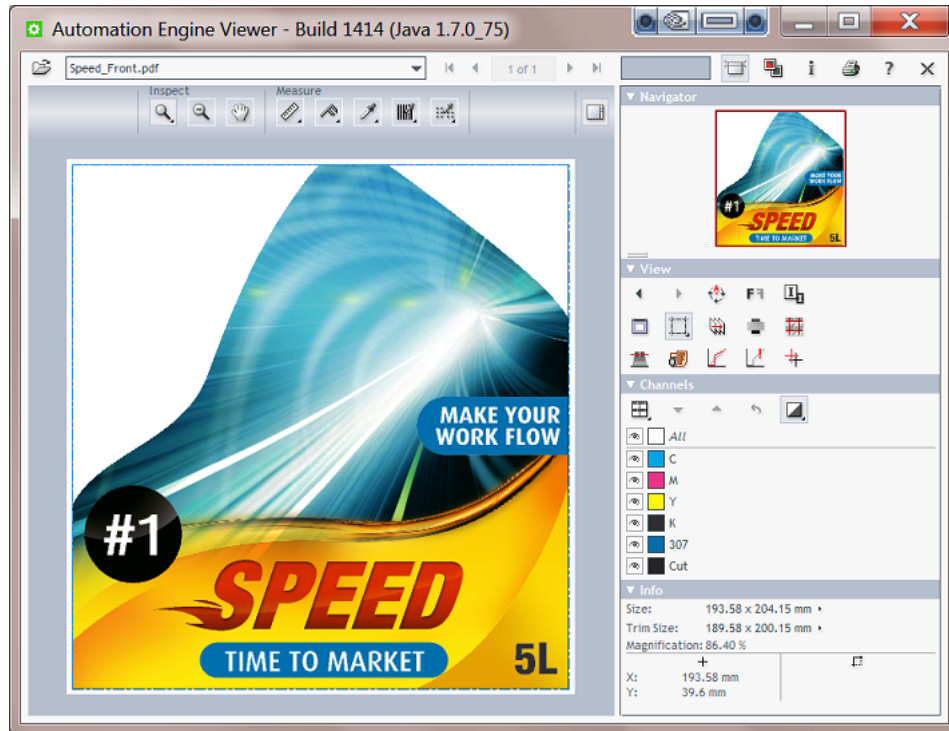 Automation Engine Viewer - Build 1414 (Java 1.7.0_75)
Speed_Front.pdf
1 of 1
Inspect
Measure
MAKE YOUR
WORK FLOW
#1
SPEED
TIME TO MARKET
5L
Navigator
MAKE YOUR
WORK FLOW
#1
SPEED
TIME TO MARKET
5L
View
Channels
All
C
M
Y
K
307
Cut
Info
Size: 193.58 x 204.15 mm
Trim Size: 189.58 x 200.15 mm
Magnification: 86.40 %
X: 193.58 mm
Y: 39.6 mm